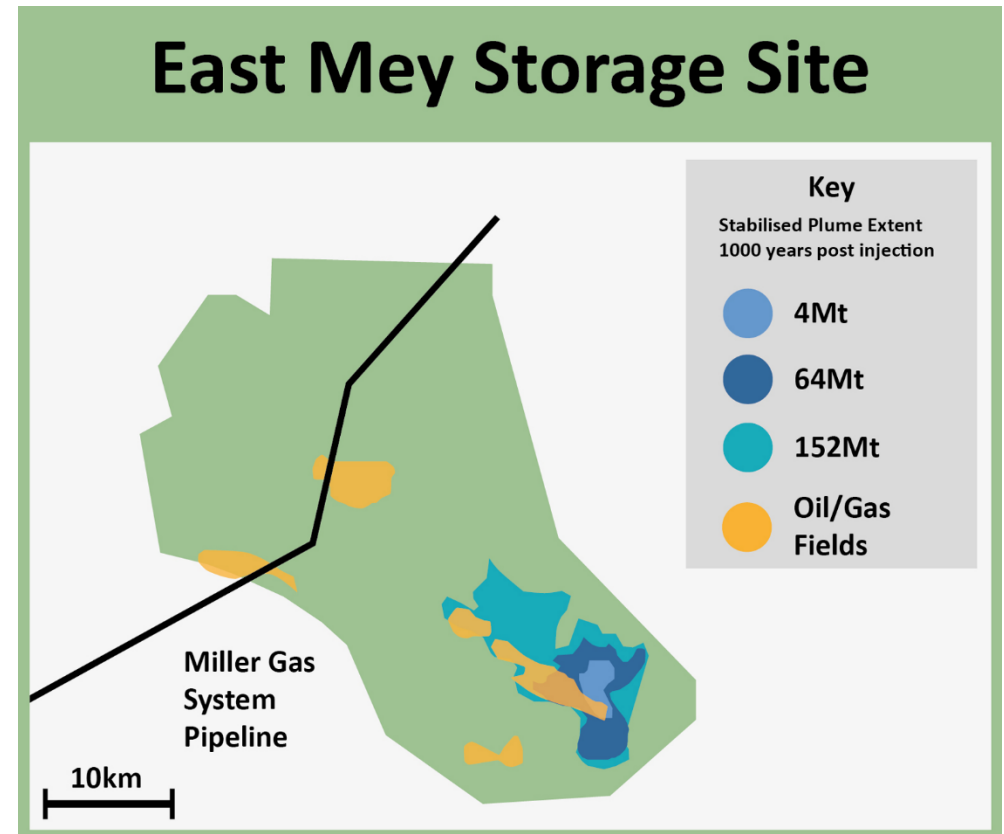 East Mey Storage Site
Key
Stabilised Plume Extent
1000 years post injection
4Mt
64Mt
152Mt
Oil/Gas
Fields
Miller Gas
System
Pipeline
10km